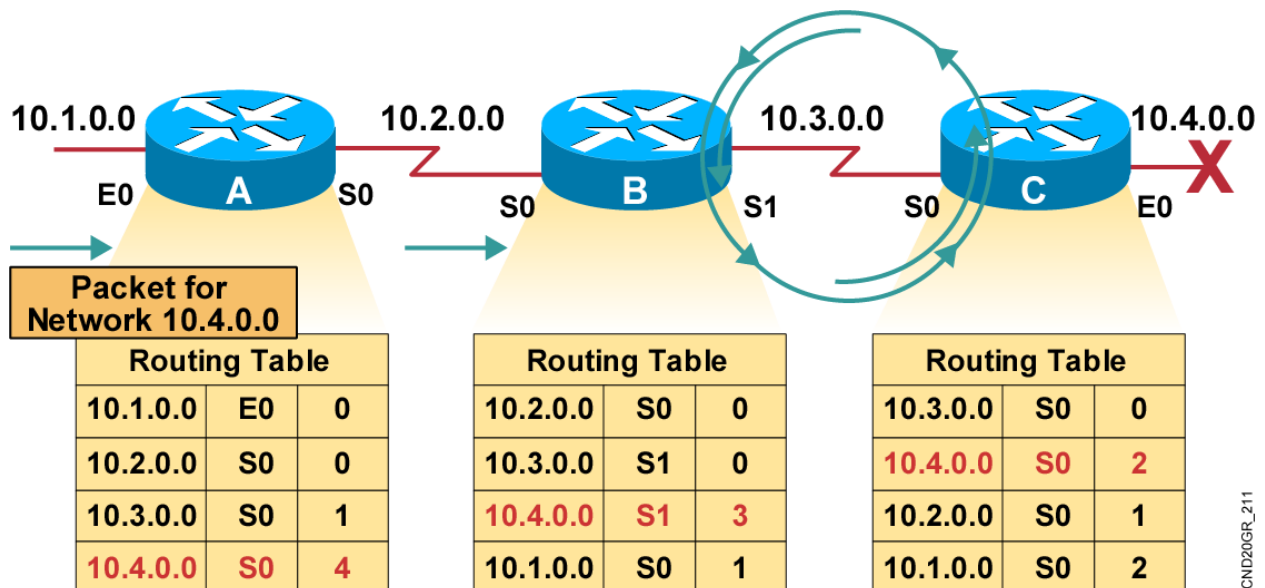 10.1.0.0
10.2.0.0
10.3.0.0
10.4.0.0
A
B
C
E0
S0
S0
S1
S0
E0
X
Packet for
Network 10.4.0.0
Routing Table
10.1.0.0 E0 0
10.2.0.0 S0 0
10.3.0.0 S0 1
10.4.0.0 S0 4
Routing Table
10.2.0.0 S0 0
10.3.0.0 S1 0
10.4.0.0 S1 3
10.1.0.0 S0 1
Routing Table
10.3.0.0 S0 0
10.4.0.0 S0 2
10.2.0.0 S0 1
10.1.0.0 S0 2
CND20GR_211